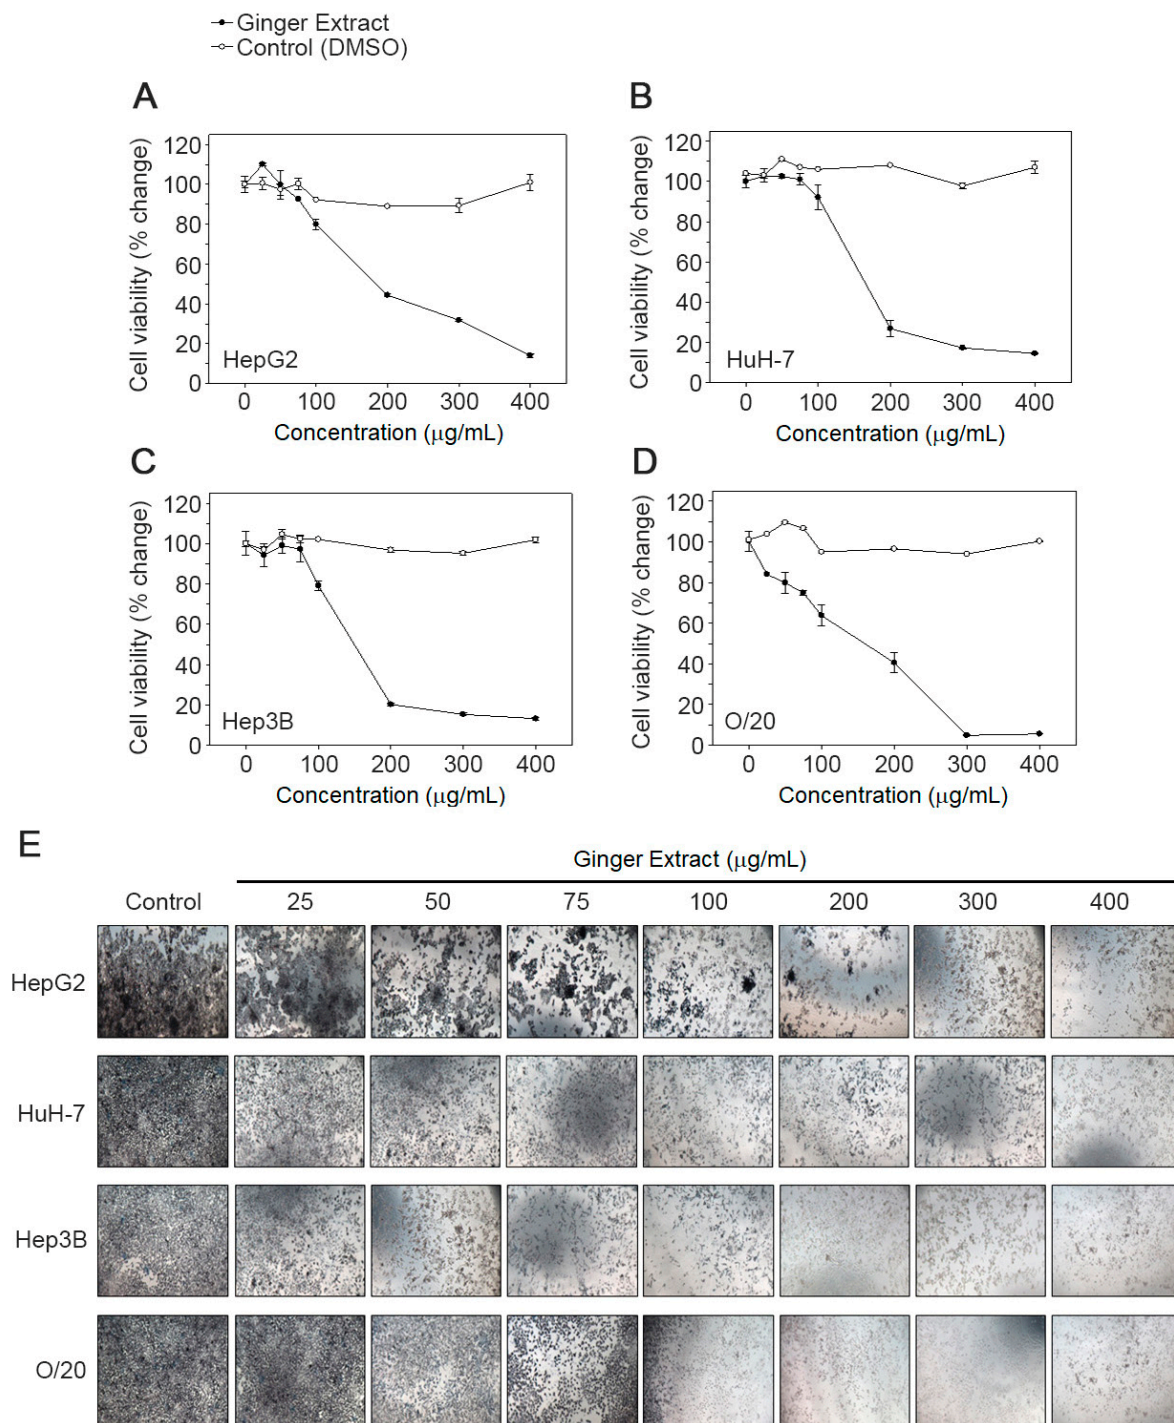 Ginger Extract
Control (DMSO)
A
B
120
100
80
60
40
20
0
Cell viability (% change)
HepG2
0 100 200 300 400
Concentration (μg/mL)
120
100
80
60
40
20
0
Cell viability (% change)
HuH-7
0 100 200 300 400
Concentration (μg/mL)
C
D
120
100
80
60
40
20
0
Cell viability (% change)
Hep3B
0 100 200 300 400
Concentration (μg/mL)
120
100
80
60
40
20
0
Cell viability (% change)
O/20
0 100 200 300 400
Concentration (μg/mL)
E
Ginger Extract (μg/mL)
Control 25 50 75 100 200 300 400
HepG2
HuH-7
Hep3B
O/20